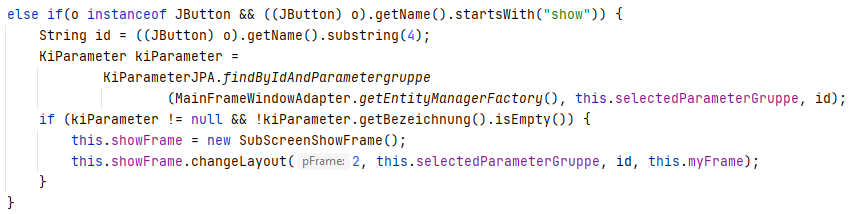 else if(o instanceof JButton && ((JButton) o).getName().startsWith("show")) {
    String id = ((JButton) o).getName().substring(4);
    KiParameter kiParameter =
            KiParameterJPA.findByIdAndParametergruppe
                    (MainFrameWindowAdapter.getEntityManagerFactory(), this.selectedParameterGruppe, id);
    if (kiParameter != null && !kiParameter.getBezeichnung().isEmpty()) {
        this.showFrame = new SubScreenShowFrame();
        this.showFrame.changeLayout( pFrame: 2, this.selectedParameterGruppe, id, this.myFrame);
    }
}